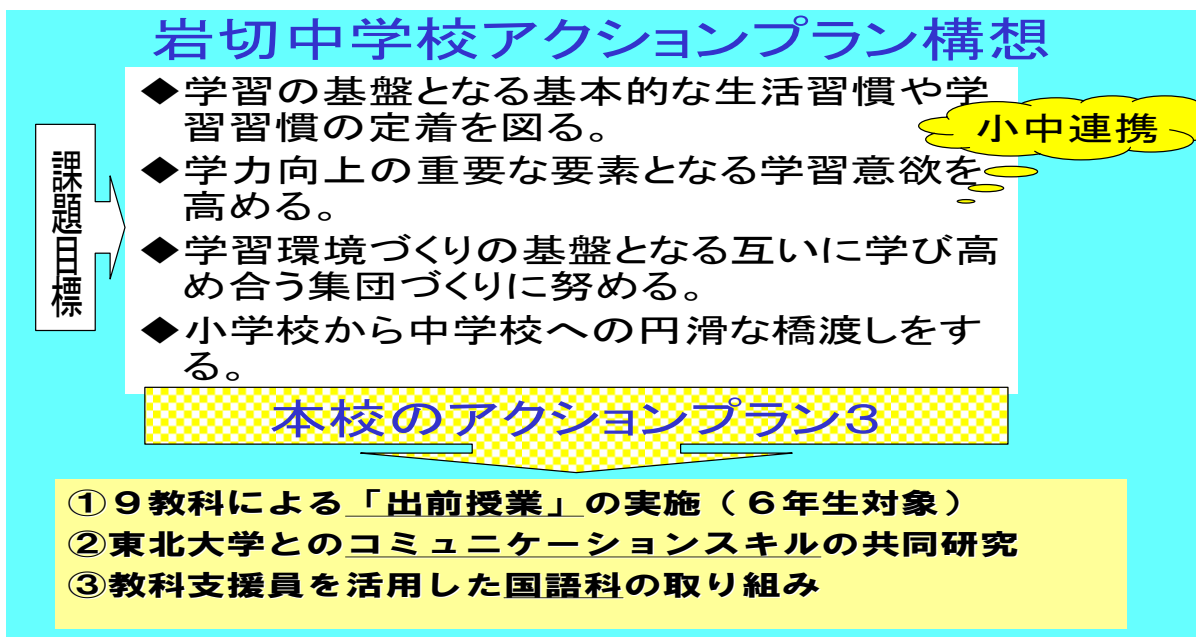 岩切中学校アクションプラン構想
課題目標
◆学習の基盤となる基本的な生活習慣や学
習習慣の定着を図る。
◆学力向上の重要な要素となる学習意欲を
高める。
◆学習環境づくりの基盤となる互いに学び高
め合う集団づくりに努める。
◆小学校から中学校への円滑な橋渡しをす
る。
小中連携
本校のアクションプラン3
①9教科による「出前授業」の実施(6年生対象)
②東北大学とのコミュニケーションスキルの共同研究
③教科支援員を活用した国語科の取り組み